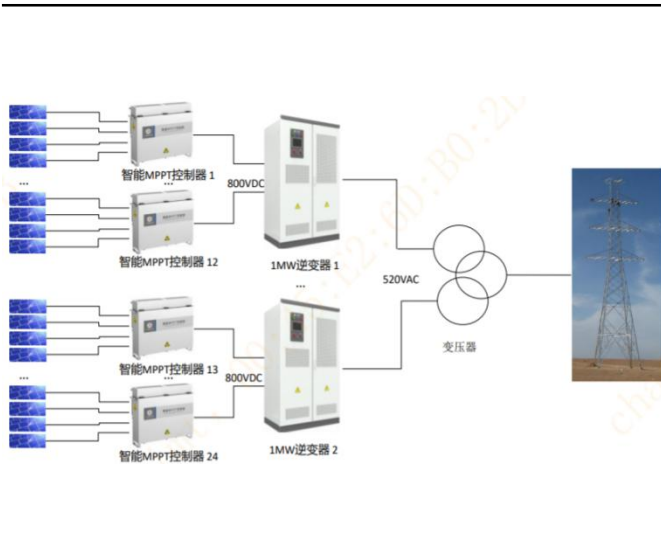 智能MPPT控制器 1
...
...
800VDC
智能MPPT控制器 12
1MW逆变器 1
...
520VAC
变压器
智能MPPT控制器 13
...
...
800VDC
智能MPPT控制器 24
1MW逆变器 2